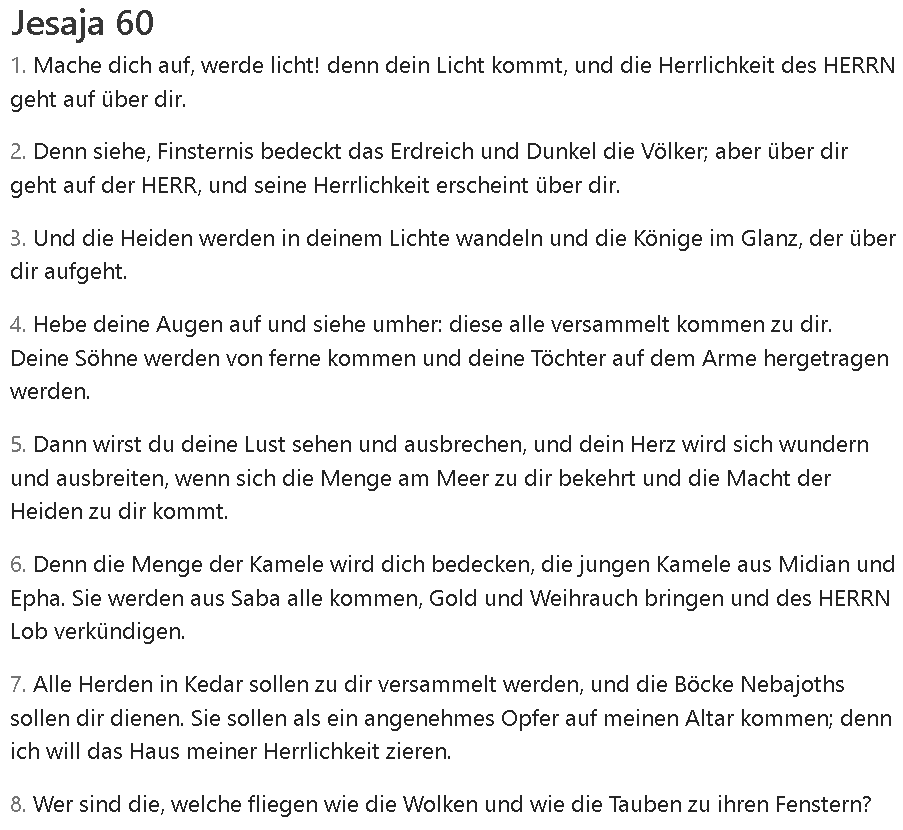 Jesaja 60
1. Mache dich auf, werde licht! denn dein Licht kommt, und die Herrlichkeit des HERRN
geht auf über dir.
2. Denn siehe, Finsternis bedeckt das Erdreich und Dunkel die Völker; aber über dir
geht auf der HERR, und seine Herrlichkeit erscheint über dir.
3. Und die Heiden werden in deinem Lichte wandeln und die Könige im Glanz, der über
dir aufgeht.
4. Hebe deine Augen auf und siehe umher: diese alle versammelt kommen zu dir.
Deine Söhne werden von ferne kommen und deine Töchter auf dem Arme hergetragen
werden.
5. Dann wirst du deine Lust sehen und ausbrechen, und dein Herz wird sich wundern
und ausbreiten, wenn sich die Menge am Meer zu dir bekehrt und die Macht der
Heiden zu dir kommt.
6. Denn die Menge der Kamele wird dich bedecken, die jungen Kamele aus Midian und
Epha. Sie werden aus Saba alle kommen, Gold und Weihrauch bringen und des HERRN
Lob verkündigen.
7. Alle Herden in Kedar sollen zu dir versammelt werden, und die Böcke Nebajoths
sollen dir dienen. Sie sollen als ein angenehmes Opfer auf meinen Altar kommen; denn
ich will das Haus meiner Herrlichkeit zieren.
8. Wer sind die, welche fliegen wie die Wolken und wie die Tauben zu ihren Fenstern?